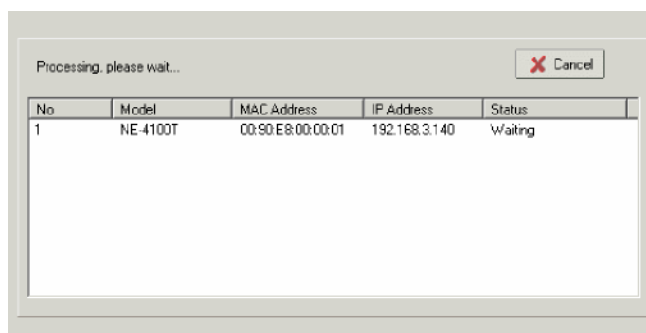 Processing, please wait...
Cancel
No Model MAC Address IP Address Status
1 NE-4100T 00:90:E8:00:00:01 192.168.3.140 Waiting